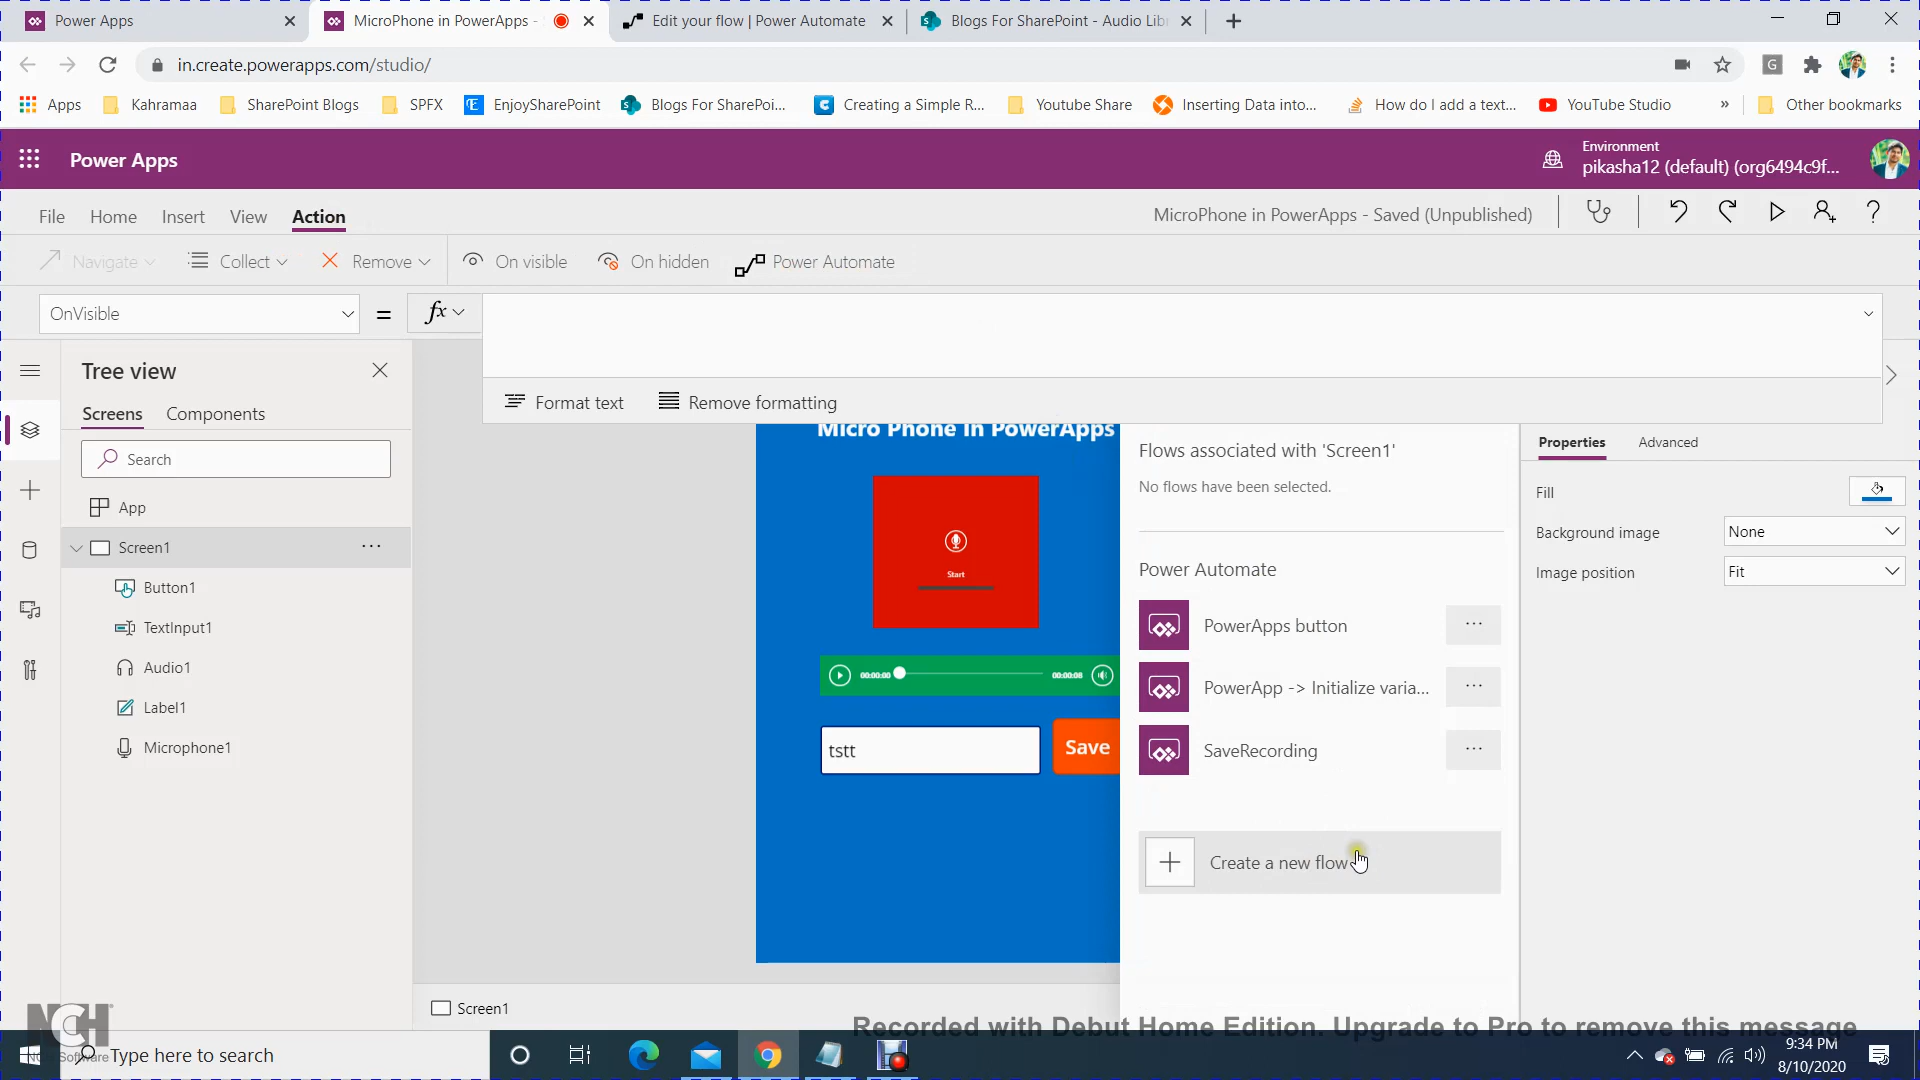 Power Apps
MicroPhone in PowerApps -
Edit your flow | Power Automate
Blogs For SharePoint - Audio Lib
in.create.powerapps.com/studio/
G
Apps
Kahramaa
SharePoint Blogs
SPFX
EnjoySharePoint
Blogs For SharePoi...
Creating a Simple R...
Youtube Share
Inserting Data into...
How do I add a text...
YouTube Studio
»
Other bookmarks
Power Apps
Environment
pikasha12 (default) (org6494c9f...
File
Home
Insert
View
Action
MicroPhone in PowerApps - Saved (Unpublished)
Navigate
Collect
Remove
On visible
On hidden
Power Automate
OnVisible
=
fx
Tree view
Screens
Components
Search
App
Screen1
Button1
TextInput1
Audio1
Label1
Microphone1
Format text
Remove formatting
Micro Phone In PowerApps
Start
00:00:00
00:00:08
tstt
Save
Flows associated with 'Screen1'
No flows have been selected.
Power Automate
PowerApps button
PowerApp -> Initialize varia...
SaveRecording
Create a new flow
Properties
Advanced
Fill
Background image
None
Image position
Fit
Screen1
Recorded with Debut Home Edition. Upgrade to Pro to remove this message
NCH
Software
Type here to search
9:34 PM
8/10/2020